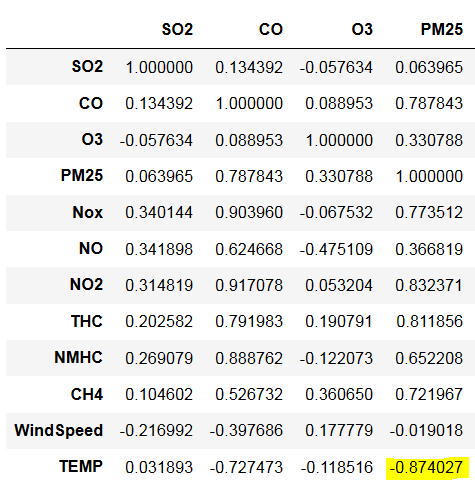 SO2 CO O3 PM25
SO2 1.000000 0.134392 -0.057634 0.063965
CO 0.134392 1.000000 0.088953 0.787843
O3 -0.057634 0.088953 1.000000 0.330788
PM25 0.063965 0.787843 0.330788 1.000000
Nox 0.340144 0.903960 -0.067532 0.773512
NO 0.341898 0.624668 -0.475109 0.366819
NO2 0.314819 0.917078 0.053204 0.832371
THC 0.202582 0.791983 0.190791 0.811856
NMHC 0.269079 0.888762 -0.122073 0.652208
CH4 0.104602 0.526732 0.360650 0.721967
WindSpeed -0.216992 -0.397686 0.177779 -0.019018
TEMP 0.031893 -0.727473 -0.118516 -0.874027